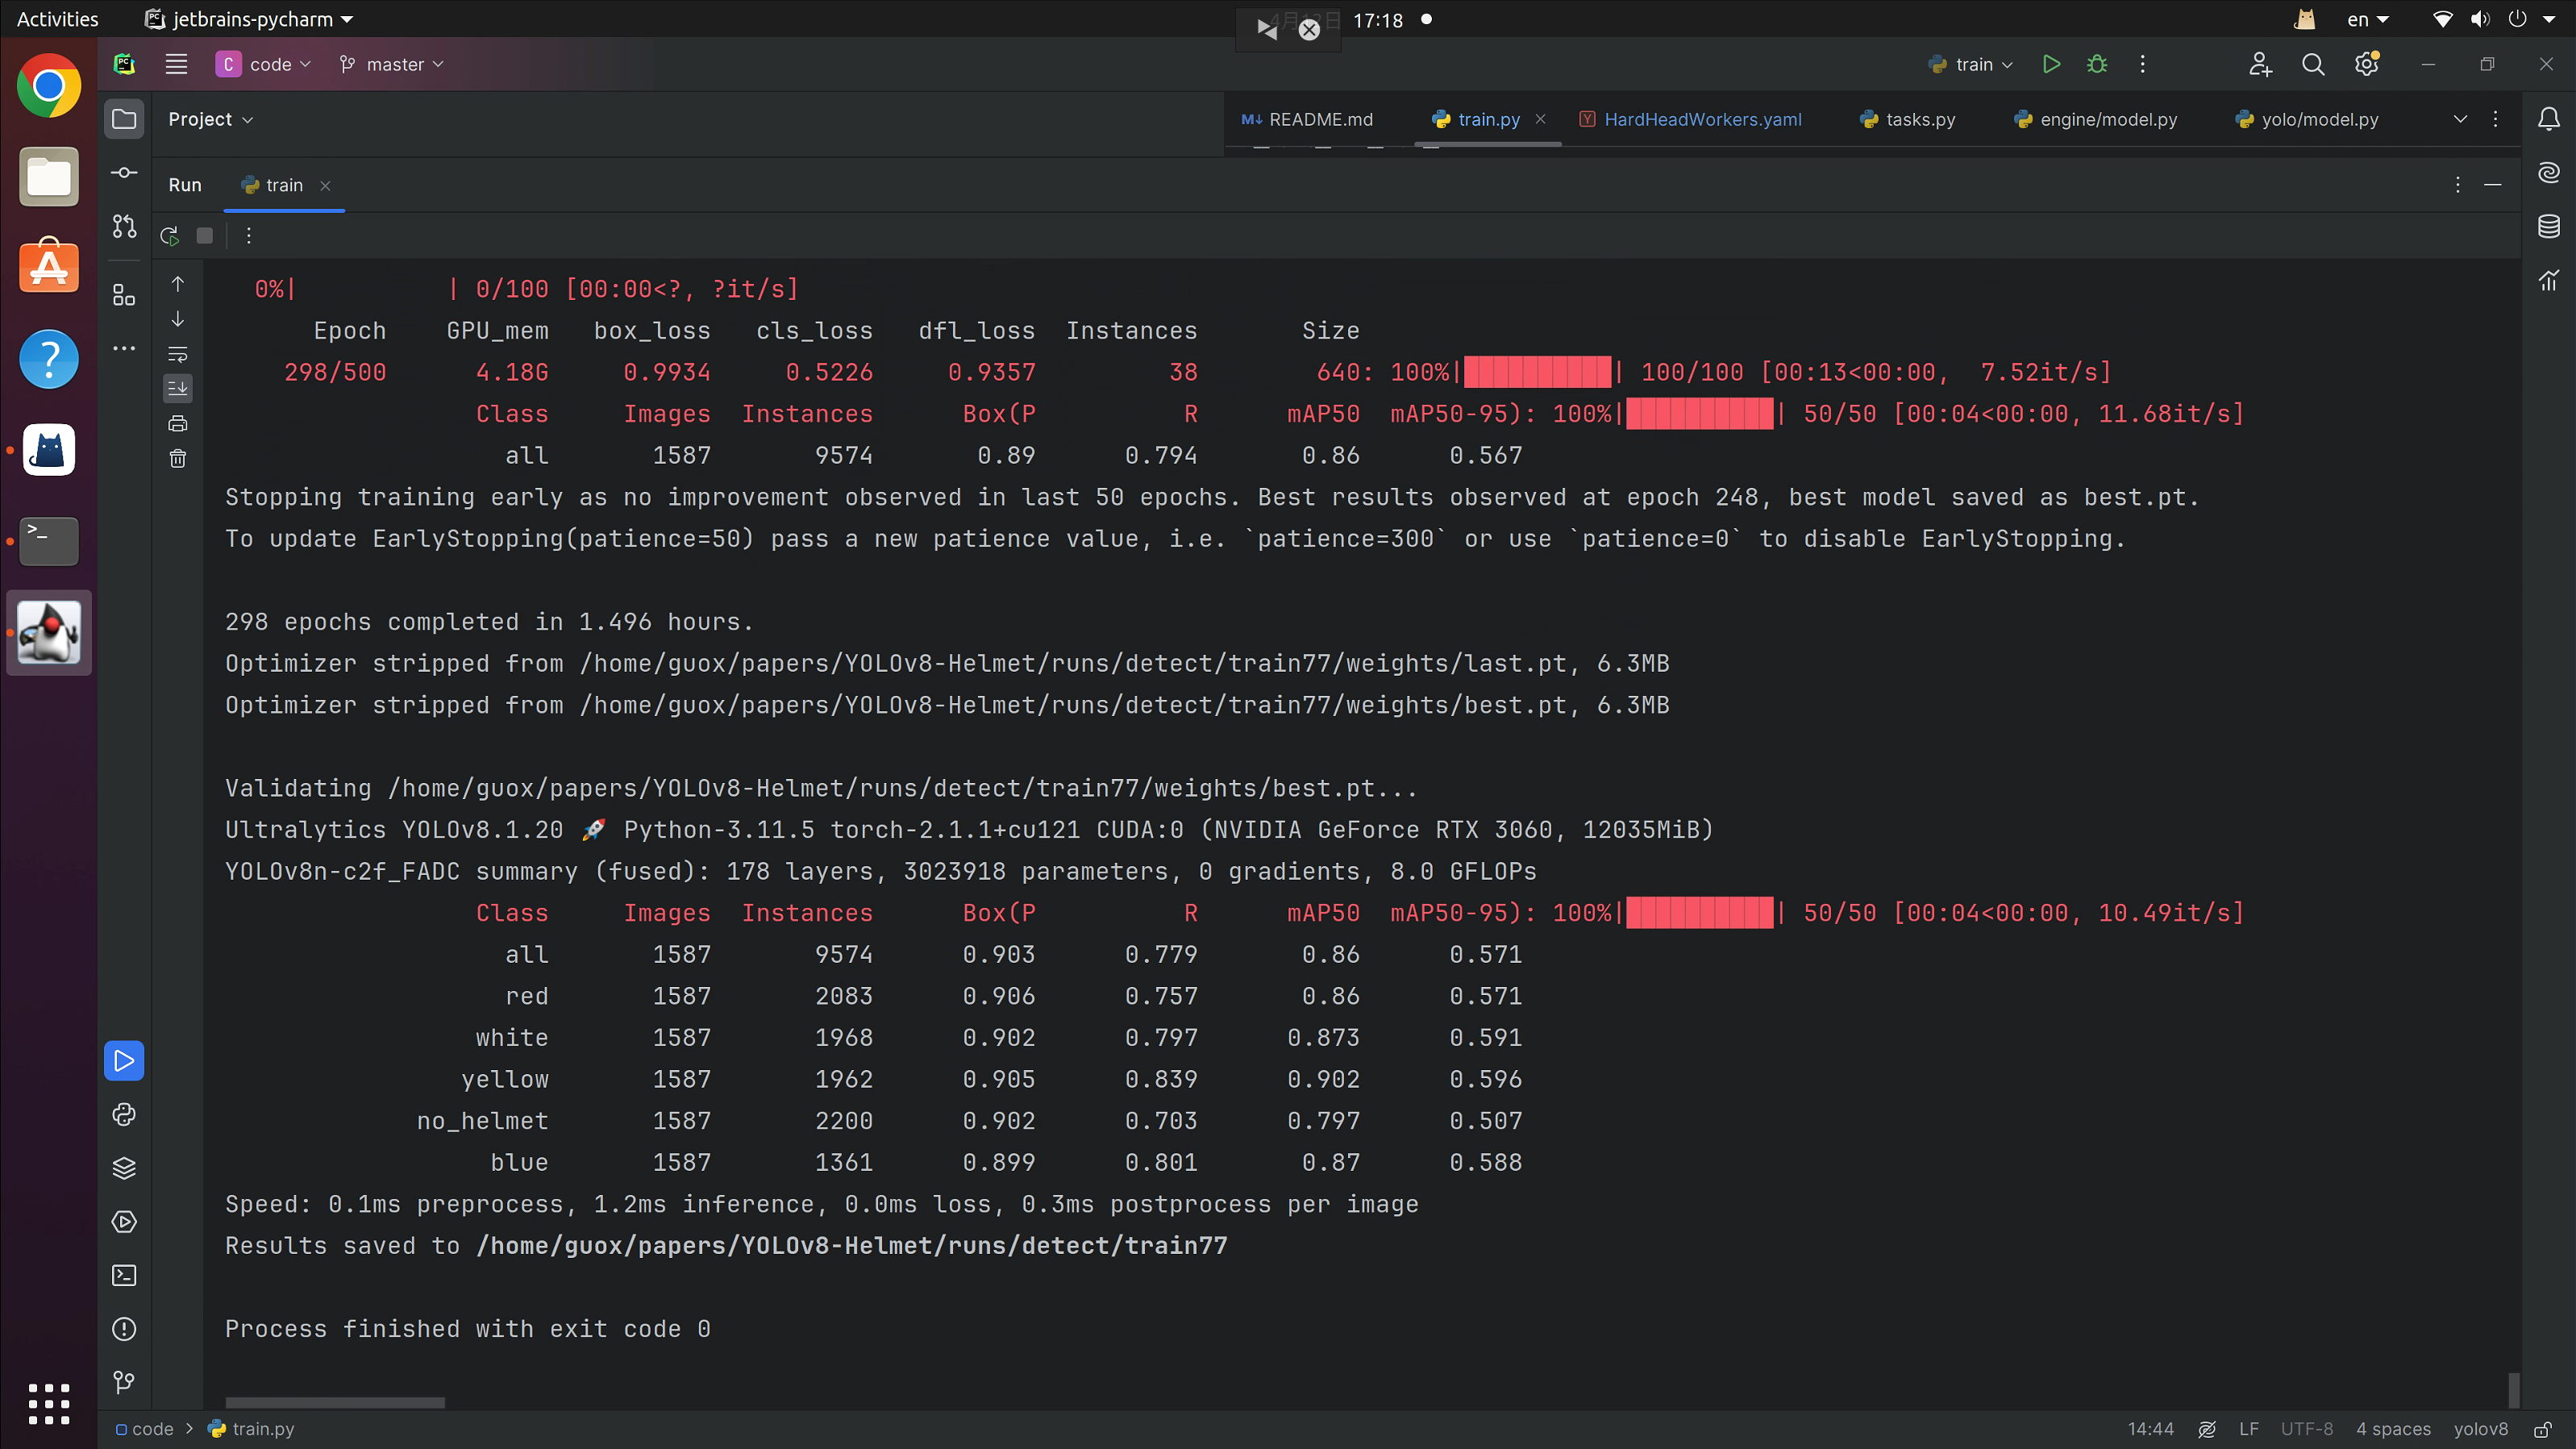 Activities jetbrains-pycharm 17:18 en
code master train
Project README.md train.py HardHeadWorkers.yaml tasks.py engine/model.py yolo/model.py
Run train
0%| | 0/100 [00:00<?, ?it/s]
Epoch GPU_mem box_loss cls_loss dfl_loss Instances Size
298/500 4.18G 0.9934 0.5226 0.9357 38 640: 100%|██████████| 100/100 [00:13<00:00, 7.52it/s]
Class Images Instances Box(P R mAP50 mAP50-95): 100%|██████████| 50/50 [00:04<00:00, 11.68it/s]
all 1587 9574 0.89 0.794 0.86 0.567
Stopping training early as no improvement observed in last 50 epochs. Best results observed at epoch 248, best model saved as best.pt.
To update EarlyStopping(patience=50) pass a new patience value, i.e. `patience=300` or use `patience=0` to disable EarlyStopping.
298 epochs completed in 1.496 hours.
Optimizer stripped from /home/guox/papers/YOLOv8-Helmet/runs/detect/train77/weights/last.pt, 6.3MB
Optimizer stripped from /home/guox/papers/YOLOv8-Helmet/runs/detect/train77/weights/best.pt, 6.3MB
Validating /home/guox/papers/YOLOv8-Helmet/runs/detect/train77/weights/best.pt...
Ultralytics YOLOv8.1.20 🚀 Python-3.11.5 torch-2.1.1+cu121 CUDA:0 (NVIDIA GeForce RTX 3060, 12035MiB)
YOLOv8n-c2f_FADC summary (fused): 178 layers, 3023918 parameters, 0 gradients, 8.0 GFLOPs
Class Images Instances Box(P R mAP50 mAP50-95): 100%|██████████| 50/50 [00:04<00:00, 10.49it/s]
all 1587 9574 0.903 0.779 0.86 0.571
red 1587 2083 0.906 0.757 0.86 0.571
white 1587 1968 0.902 0.797 0.873 0.591
yellow 1587 1962 0.905 0.839 0.902 0.596
no_helmet 1587 2200 0.902 0.703 0.797 0.507
blue 1587 1361 0.899 0.801 0.87 0.588
Speed: 0.1ms preprocess, 1.2ms inference, 0.0ms loss, 0.3ms postprocess per image
Results saved to /home/guox/papers/YOLOv8-Helmet/runs/detect/train77
Process finished with exit code 0
code > train.py 14:44 LF UTF-8 4 spaces yolov8